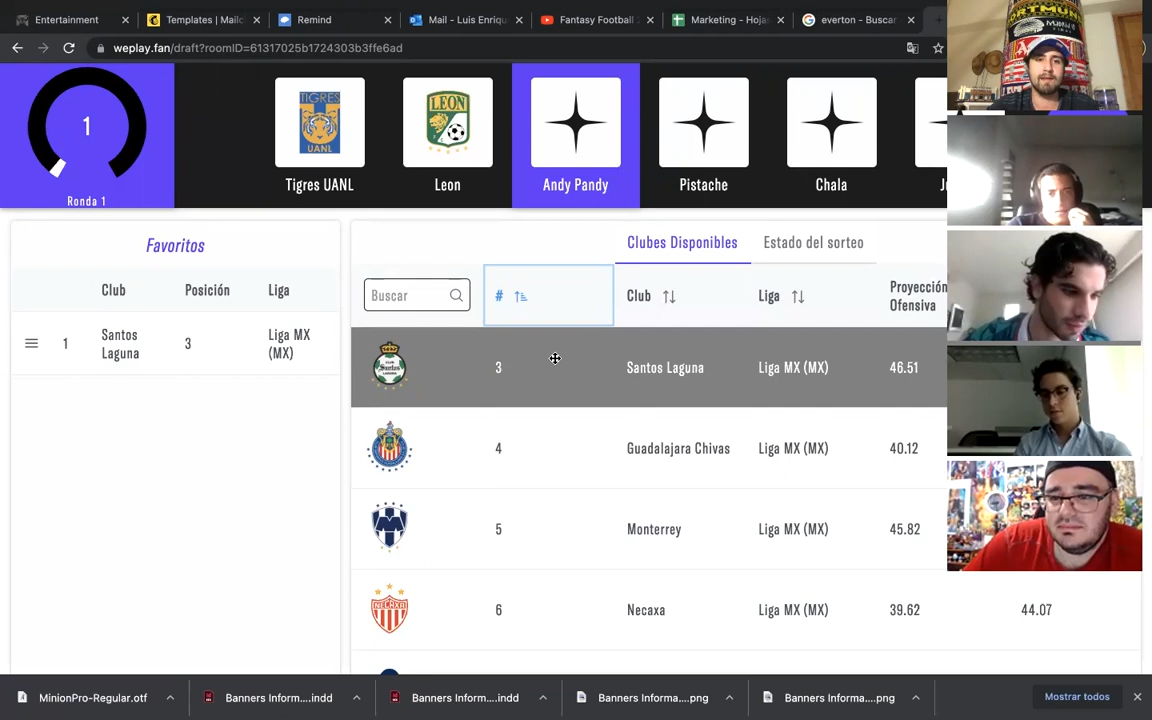 Entertainment
Templates | Mailc
Remind
Mail - Luis Enriqu
Fantasy Football
Marketing - Hojas
everton - Buscar
weplay.fan/draft?roomID=61317025b1724303b3ffe6ad
1
Ronda 1
TIGRES
UANL
Tigres UANL
LEON
Leon
Andy Pandy
Pistache
Chala
Favoritos
Club
Posición
Liga
1
Santos
Laguna
3
Liga MX
(MX)
Clubes Disponibles
Estado del sorteo
Buscar
#
Club
Liga
Proyección
Ofensiva
3
Santos Laguna
Liga MX (MX)
46.51
4
Guadalajara Chivas
Liga MX (MX)
40.12
5
Monterrey
Liga MX (MX)
45.82
NECAXA
6
Necaxa
Liga MX (MX)
39.62
44.07
MinionPro-Regular.otf
Banners Inform....indd
Banners Inform....indd
Banners Informa....png
Banners Informa....png
Mostrar todos